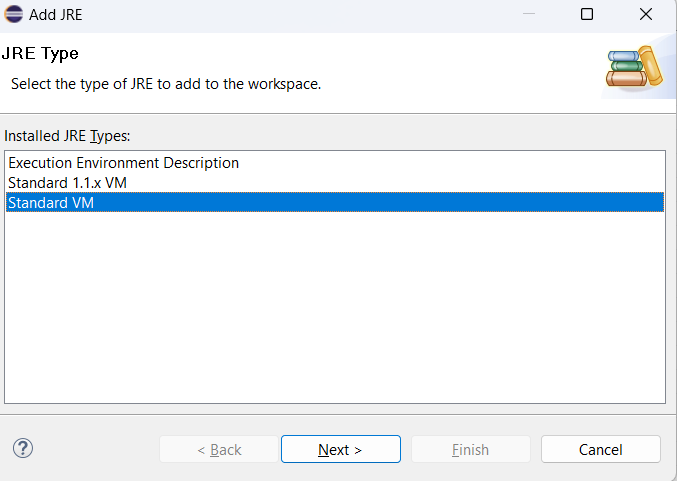 Add JRE
JRE Type
Select the type of JRE to add to the workspace.
Installed JRE Types:
Execution Environment Description
Standard 1.1.x VM
Standard VM
? < Back Next > Finish Cancel